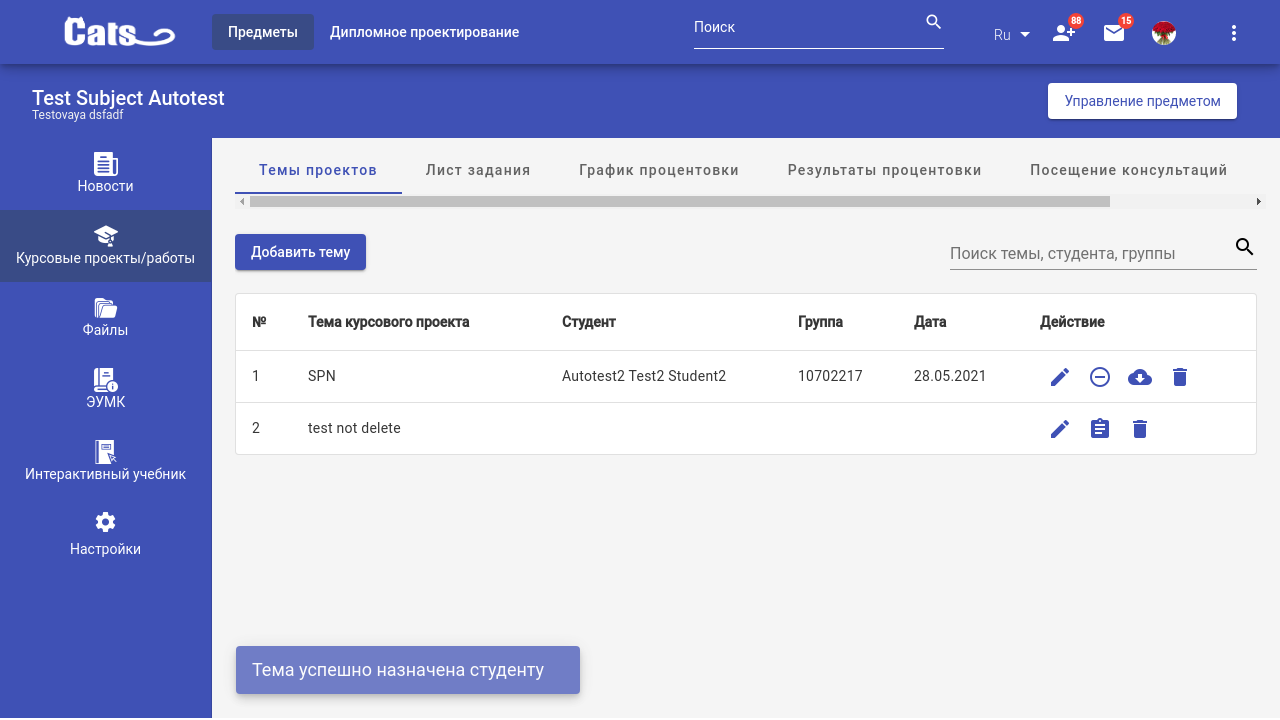 Cats
Предметы
Дипломное проектирование
Поиск
Ru
88
15
Test Subject Autotest
Testovaya dsfadf
Управление предметом
Новости
Курсовые проекты/работы
Файлы
ЭУМК
Интерактивный учебник
Настройки
Темы проектов
Лист задания
График процентовки
Результаты процентовки
Посещение консультаций
Добавить тему
Поиск темы, студента, группы
№ Тема курсового проекта Студент Группа Дата Действие
1 SPN Autotest2 Test2 Student2 10702217 28.05.2021
2 test not delete
Тема успешно назначена студенту